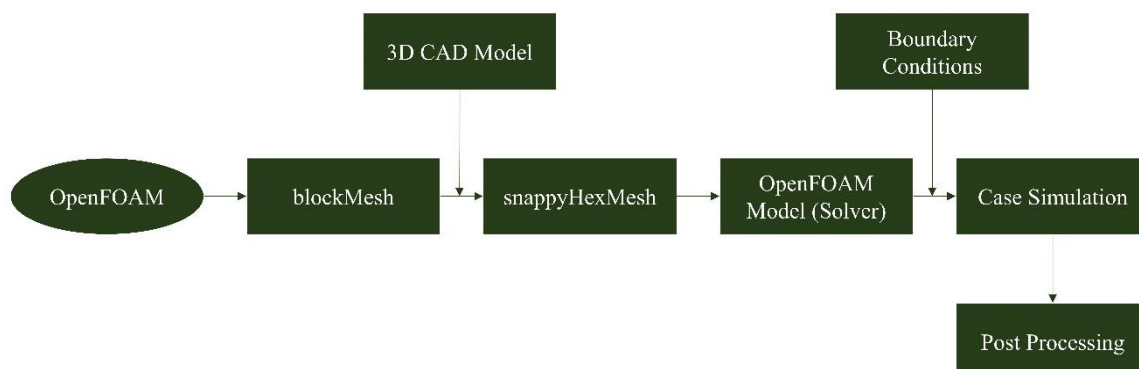 3D CAD Model
Boundary
Conditions
OpenFOAM
blockMesh
snappyHexMesh
OpenFOAM
Model (Solver)
Case Simulation
Post Processing